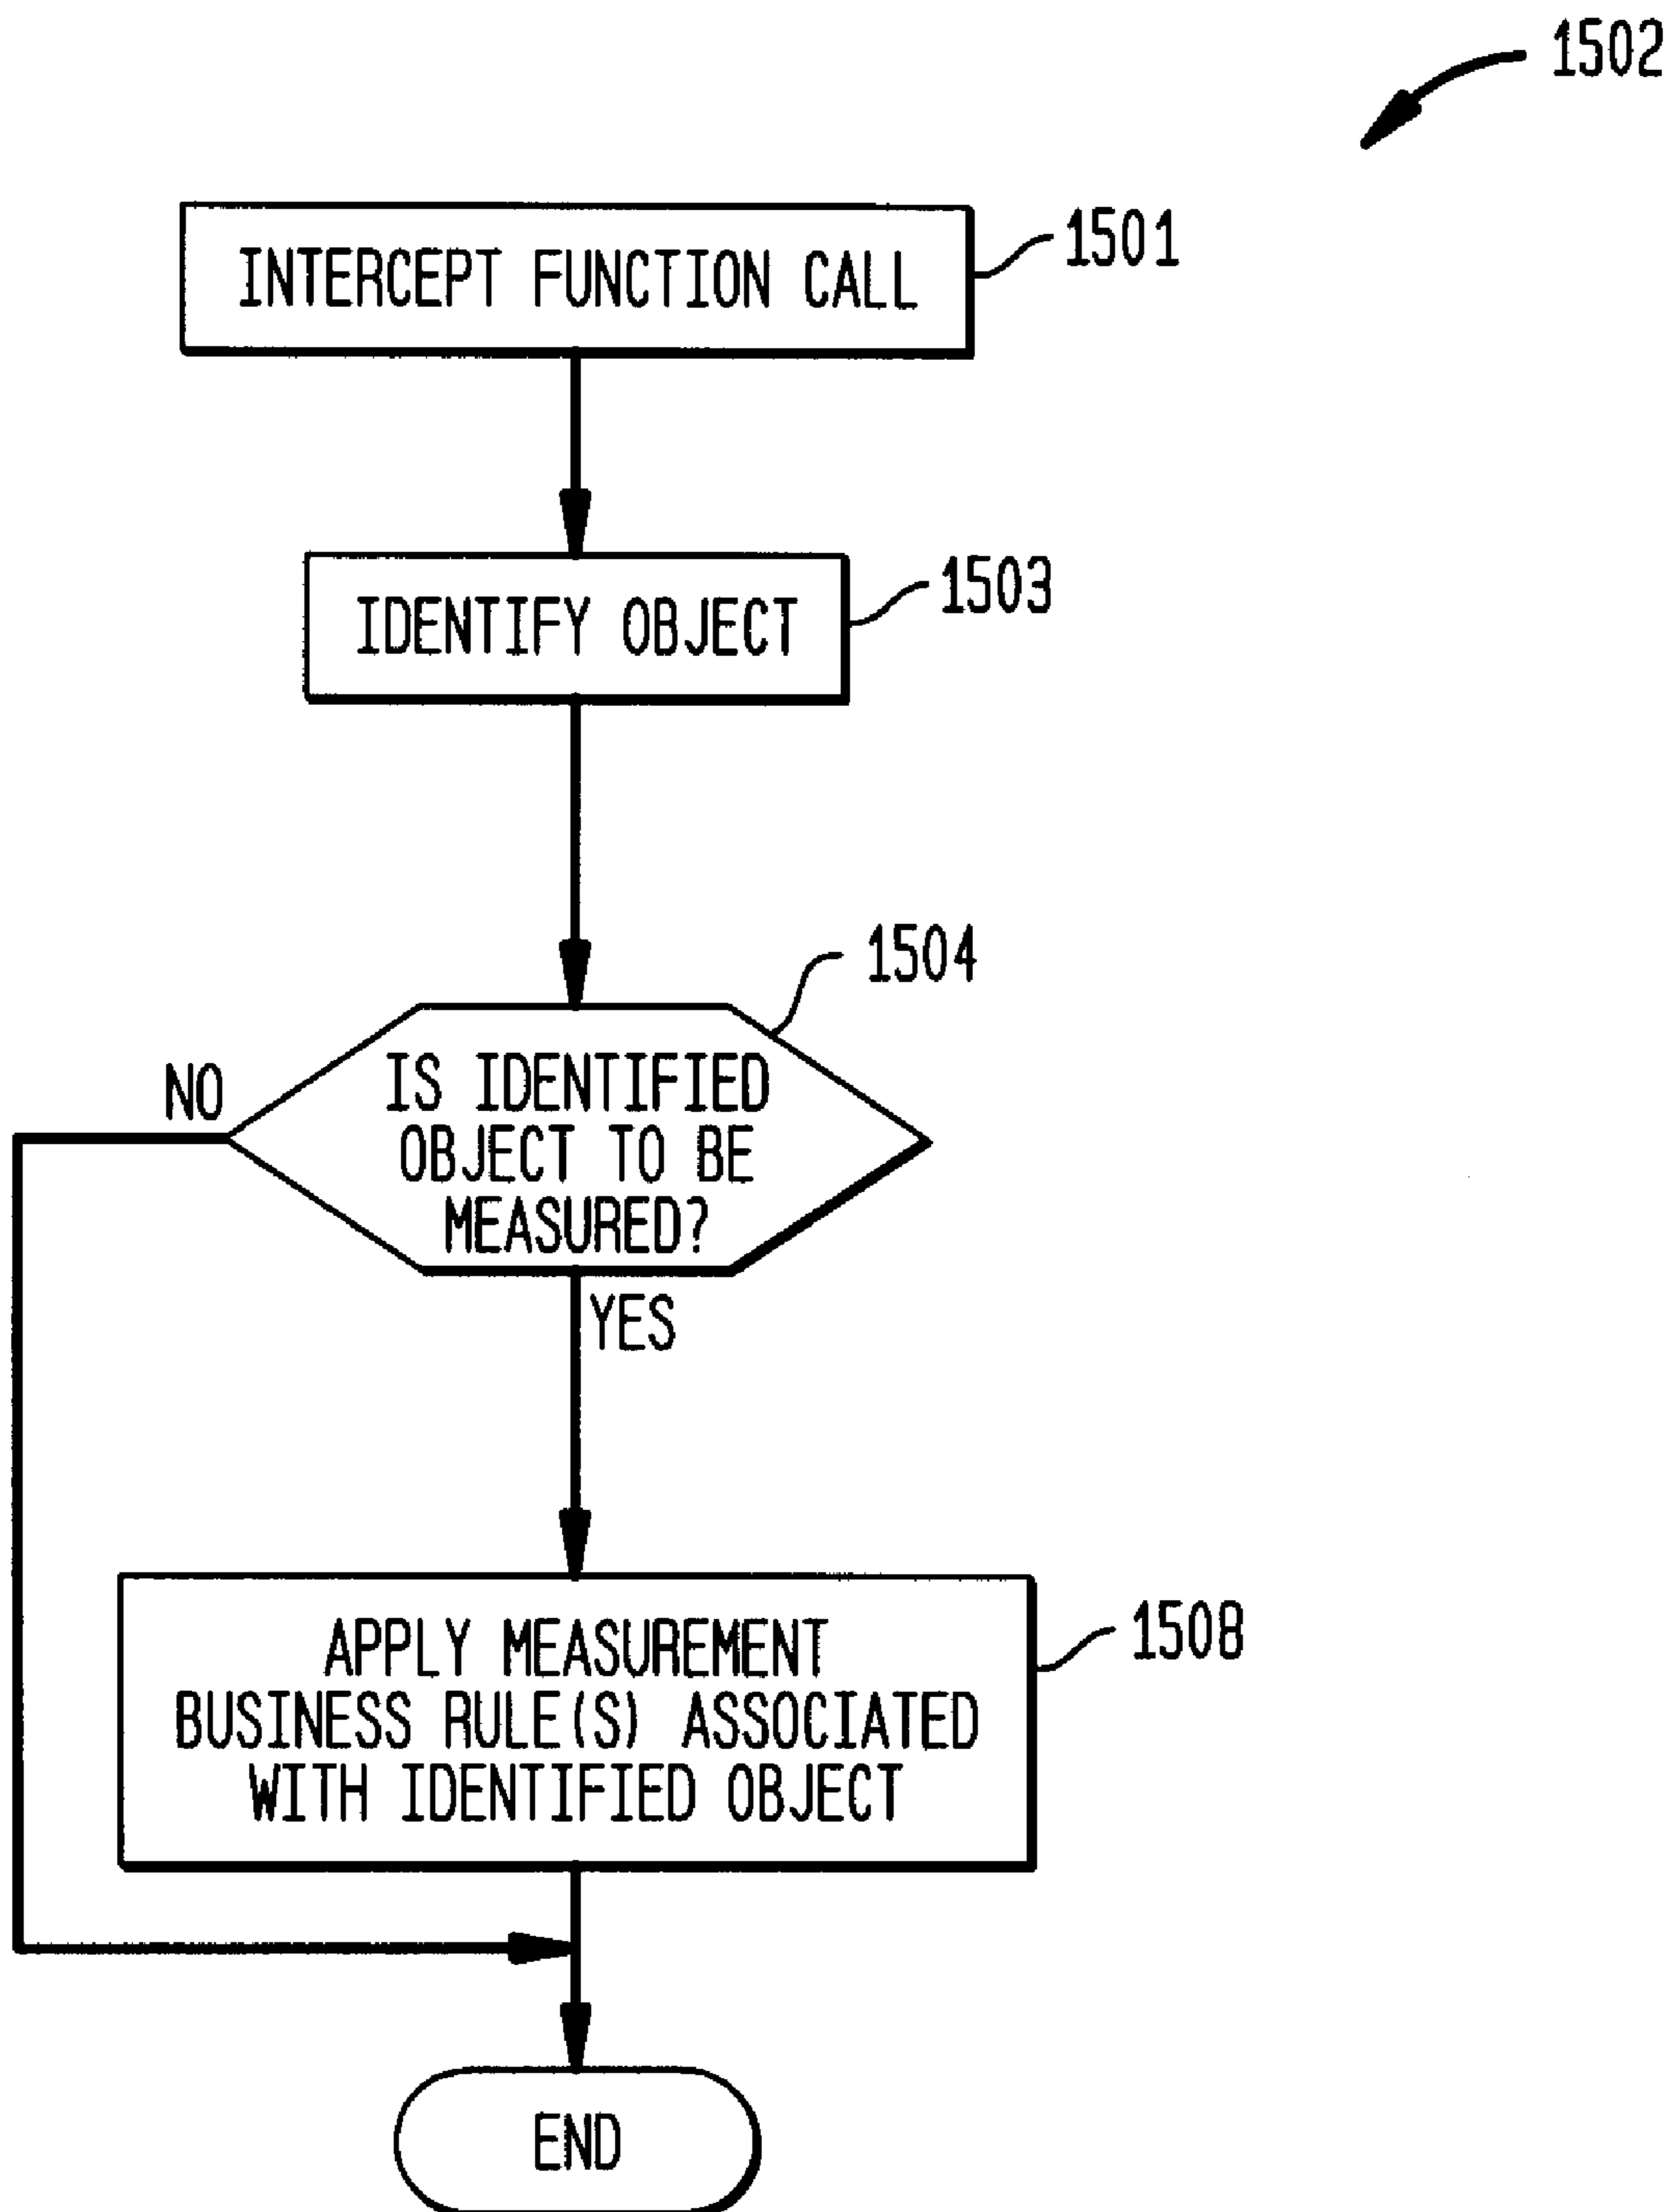 1502
INTERCEPT FUNCTION CALL
1501
IDENTIFY OBJECT
1503
1504
NO
IS IDENTIFIED
OBJECT TO BE
MEASURED?
YES
APPLY MEASUREMENT
BUSINESS RULE(S) ASSOCIATED
WITH IDENTIFIED OBJECT
1508
END